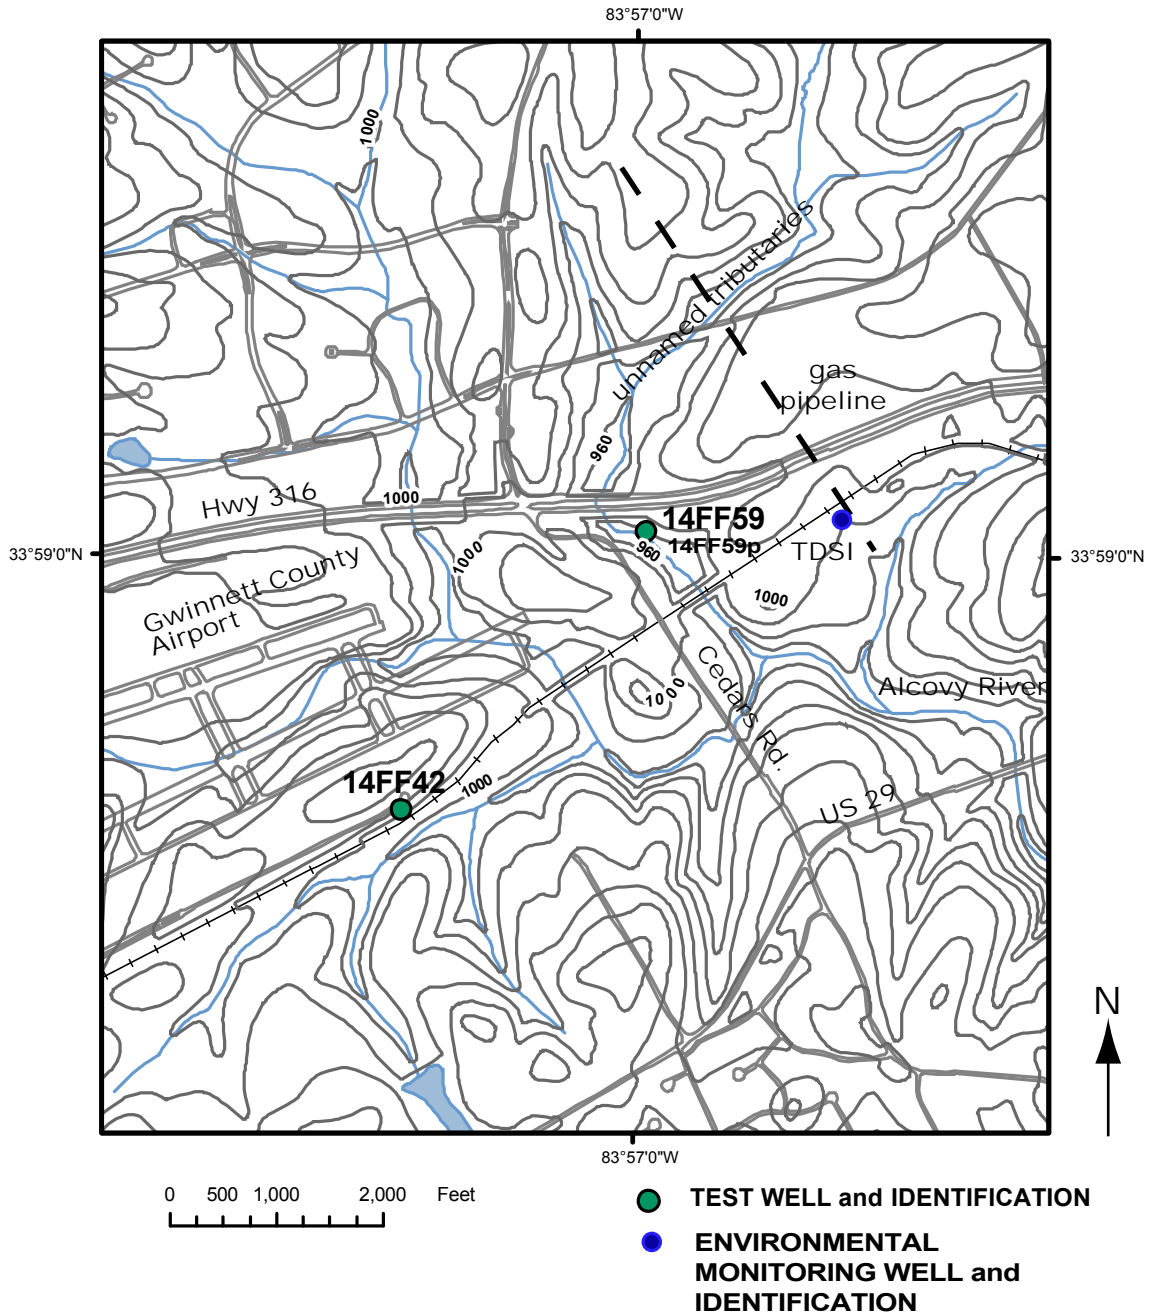 83°57'0"W
1000
unnamed tributaries
gas
pipeline
960
Hwy 316
1000
14FF59
14FF59p
960
TDSI
33°59'0"N
33°59'0"N
1000
Gwinnett County
Airport
1000
Cedars Rd.
1000
Alcovy River
14FF42
1000
US 29
N
83°57'0"W
0 500 1,000 2,000 Feet
TEST WELL and IDENTIFICATION
ENVIRONMENTAL
MONITORING WELL and
IDENTIFICATION